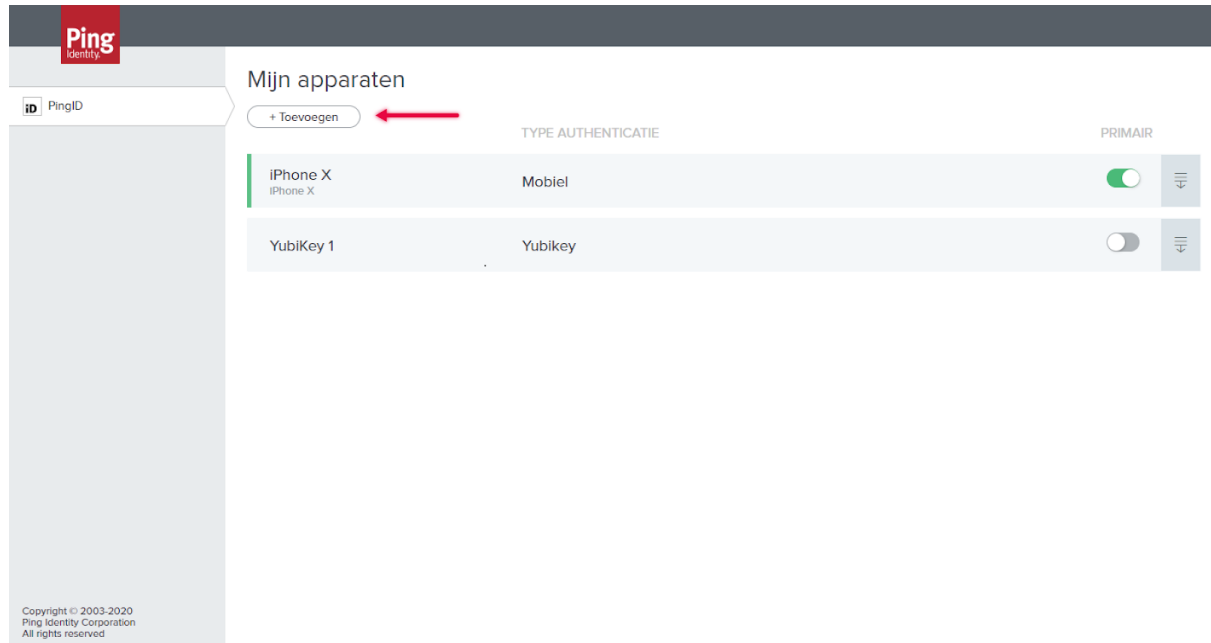 Ping
Identity.
Mijn apparaten
iD PingID
+ Toevoegen
TYPE AUTHENTICATIE PRIMAIR
iPhone X
iPhone X
Mobiel
YubiKey 1 Yubikey
Copyright © 2003-2020
Ping Identity Corporation
All rights reserved